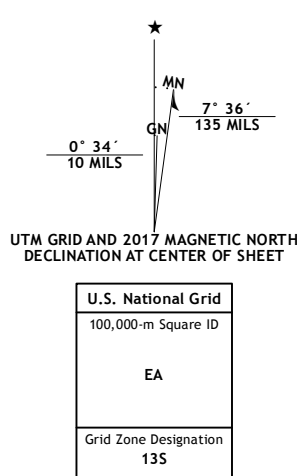 ★
MN
GN
7° 36´
135 MILS
0° 34´
10 MILS
UTM GRID AND 2017 MAGNETIC NORTH
DECLINATION AT CENTER OF SHEET
U.S. National Grid
100,000-m Square ID
EA
Grid Zone Designation
13S